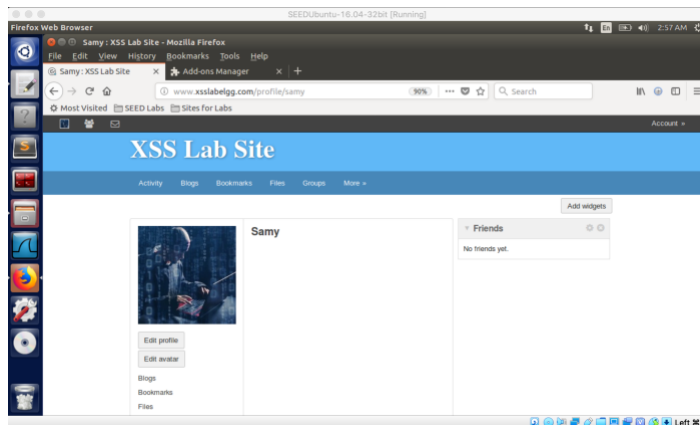 SEEDUbuntu-16.04-32bit [Running]
Firefox Web Browser
En
2:57 AM
Samy : XSS Lab Site - Mozilla Firefox
File Edit View History Bookmarks Tools Help
Samy : XSS Lab Site × Add-ons Manager × +
www.xsslabelgg.com/profile/samy 90% ... Search
Most Visited SEED Labs Sites for Labs
Account »
XSS Lab Site
Activity Blogs Bookmarks Files Groups More »
Add widgets
Samy
Friends
No friends yet.
Edit profile
Edit avatar
Blogs
Bookmarks
Files
Left ⌘